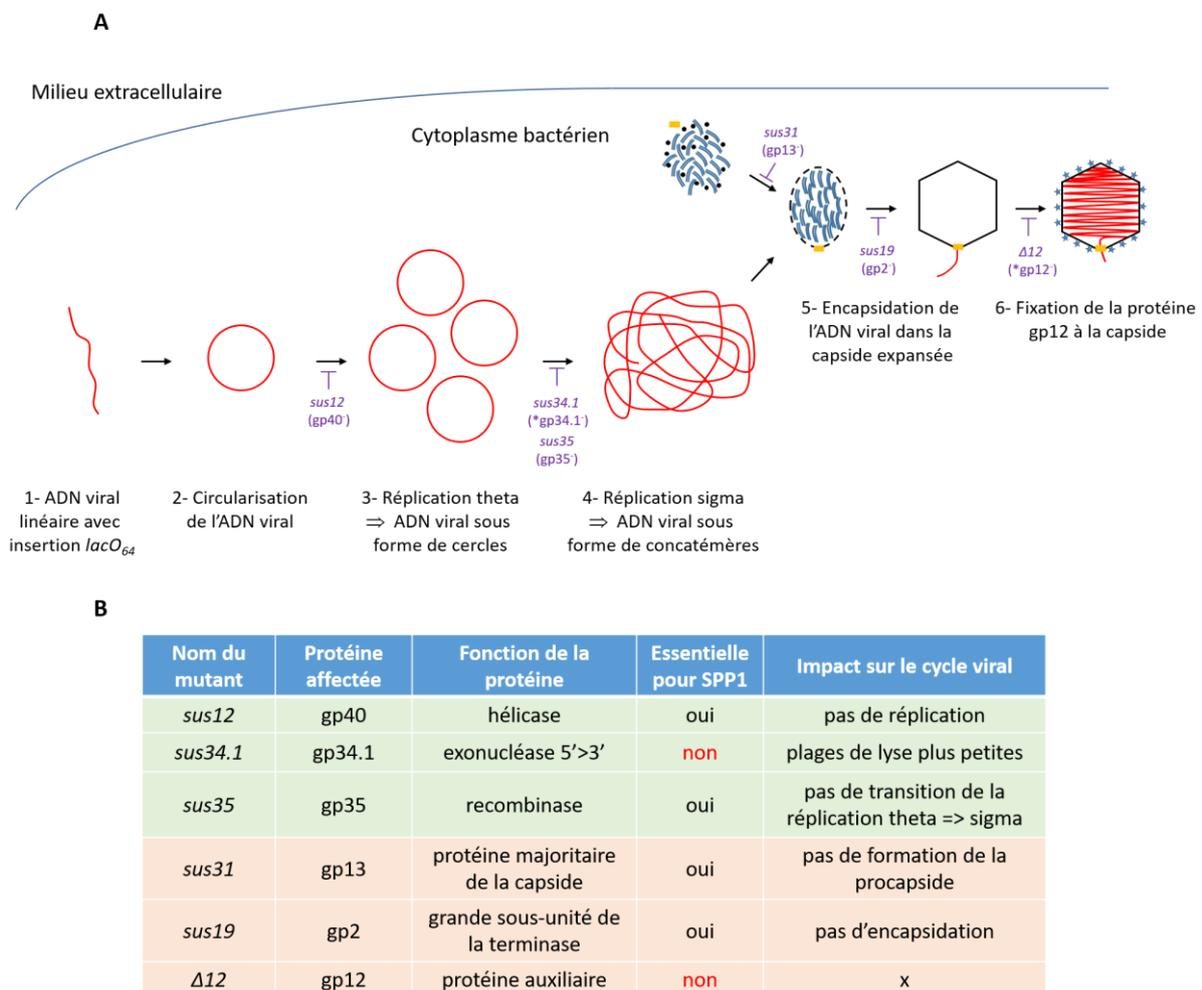 A
Milieu extracellulaire
Cytoplasme bactérien
sus31
(gp13⁻)
sus19
(gp2⁻)
Δ12
(*gp12⁻)
5- Encapsidation de
l’ADN viral dans la
capside expansée
6- Fixation de la protéine
gp12 à la capside
sus12
(gp40⁻)
sus34.1
(*gp34.1⁻)
sus35
(gp35⁻)
1- ADN viral
linéaire avec
insertion lacO₆₄
2- Circularisation
de l’ADN viral
3- Réplication theta
⇒ ADN viral sous
forme de cercles
4- Réplication sigma
⇒ ADN viral sous
forme de concatémères
B
Nom du
mutant
Protéine
affectée
Fonction de la
protéine
Essentielle
pour SPP1
Impact sur le cycle viral
sus12 gp40 hélicase oui pas de réplication
sus34.1 gp34.1 exonucléase 5’>3’ non plages de lyse plus petites
sus35 gp35 recombinase oui pas de transition de la
réplication theta => sigma
sus31 gp13 protéine majoritaire
de la capside
oui pas de formation de la
procapside
sus19 gp2 grande sous-unité de
la terminase
oui pas d’encapsidation
Δ12 gp12 protéine auxiliaire non x